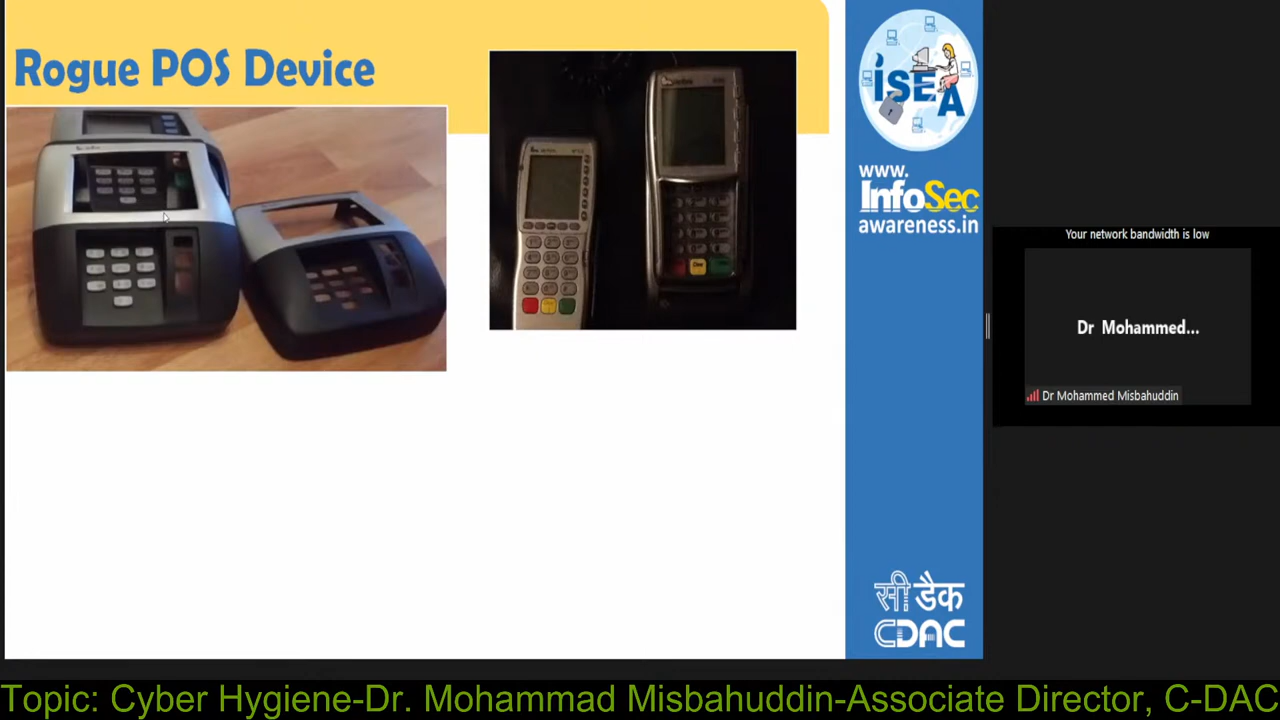 Rogue POS Device
iSEA
www.
InfoSec
awareness.in
Your network bandwidth is low
Dr Mohammed...
Dr Mohammed Misbahuddin
सी डैक
CDAC
Topic: Cyber Hygiene-Dr. Mohammad Misbahuddin-Associate Director, C-DAC